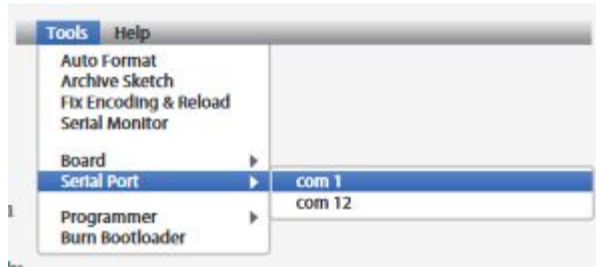 Tools Help
Auto Format
Archive Sketch
Fix Encoding & Reload
Serial Monitor
Board
Serial Port
com 1
com 12
Programmer
Burn Bootloader